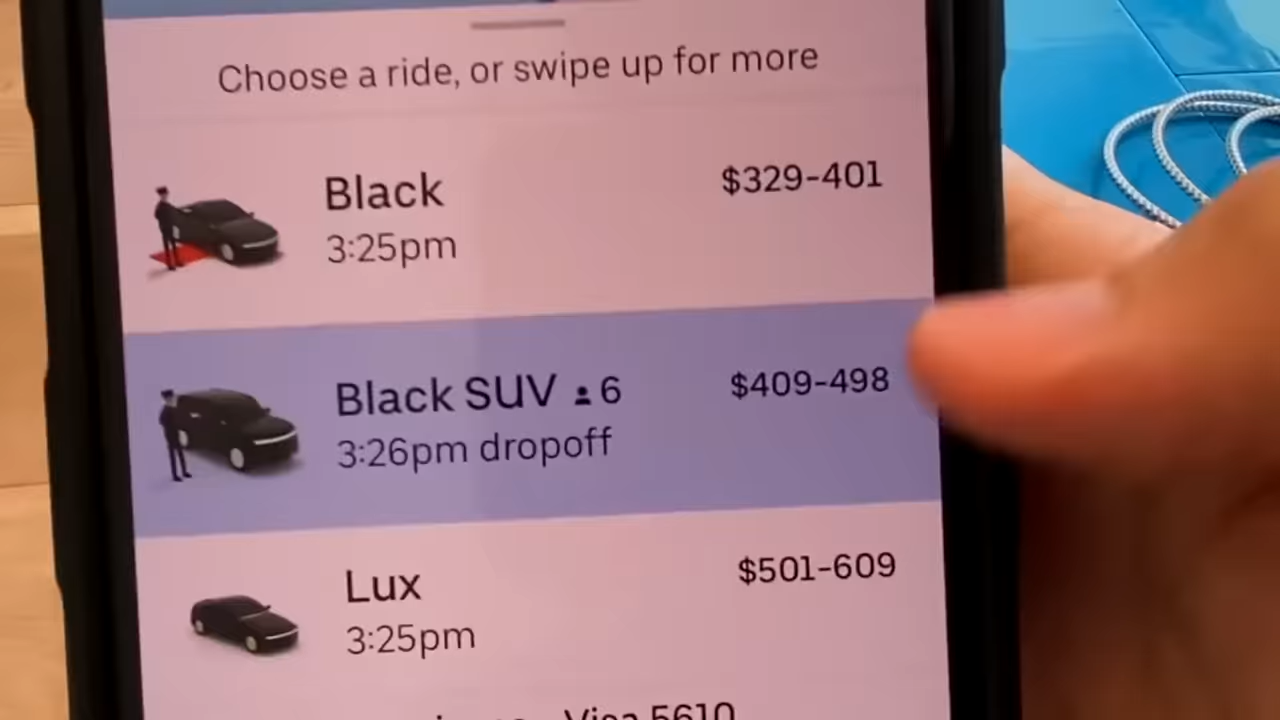 Choose a ride, or swipe up for more
Black
$329-401
3:25pm
Black SUV 6
$409-498
3:26pm dropoff
Lux
$501-609
3:25pm
Visa 5610